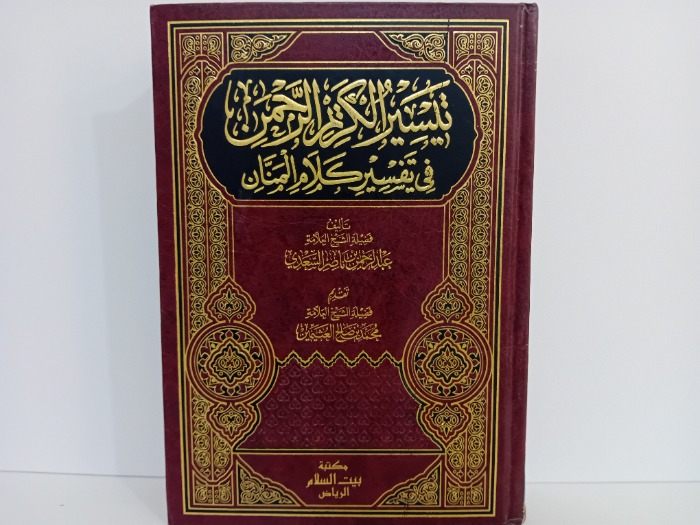 تيسير الكريم الرحمن
في تفسير كلام المنان
تأليف
فضيلة الشيخ العلامة
عبد الرحمن بن ناصر السعدي
تقديم
فضيلة الشيخ العلامة
محمد بن صالح العثيمين
مكتبة
بيت السلام
الرياض